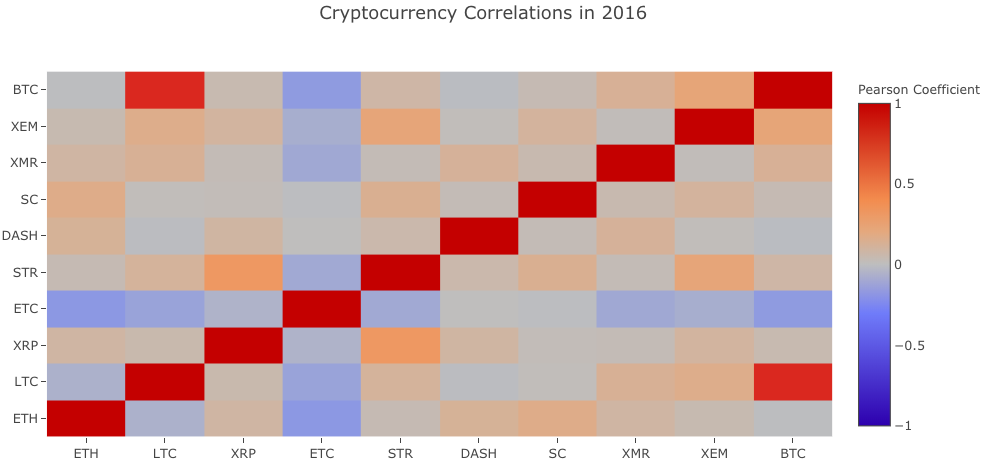 Cryptocurrency Correlations in 2016
BTC
XEM
XMR
SC
DASH
STR
ETC
XRP
LTC
ETH
ETH LTC XRP ETC STR DASH SC XMR XEM BTC
Pearson Coefficient
1
0.5
0
−0.5
−1